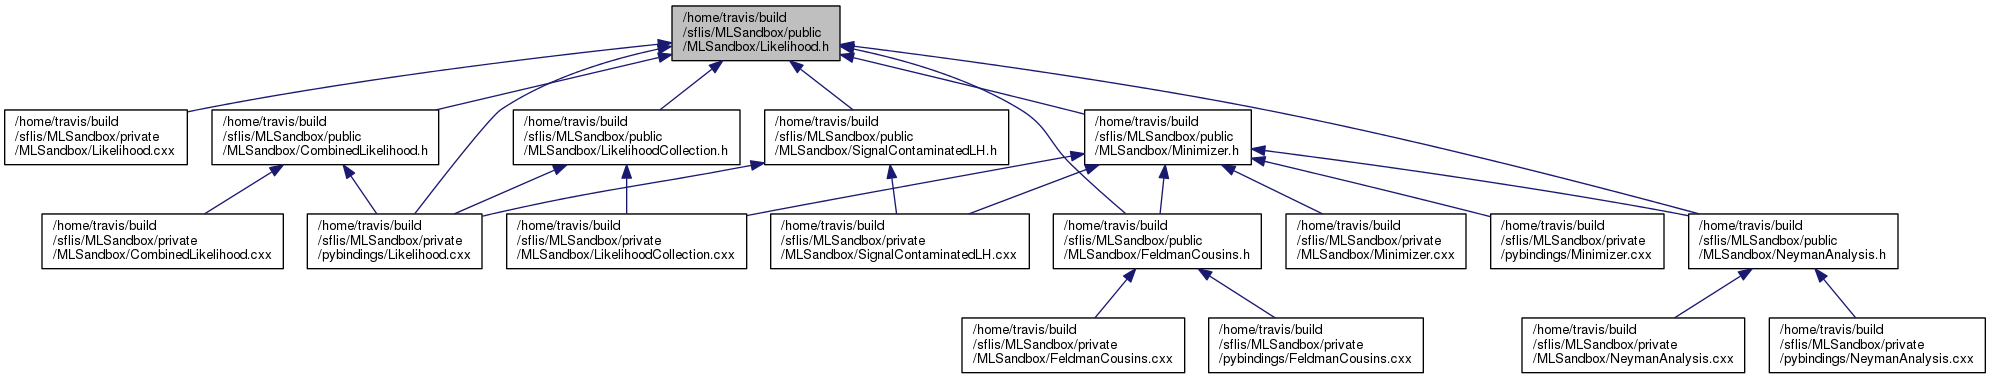 /home/travis/build
/sflis/MLSandbox/public
/MLSandbox/Likelihood.h
/home/travis/build
/sflis/MLSandbox/private
/MLSandbox/Likelihood.cxx
/home/travis/build
/sflis/MLSandbox/public
/MLSandbox/CombinedLikelihood.h
/home/travis/build
/sflis/MLSandbox/public
/MLSandbox/LikelihoodCollection.h
/home/travis/build
/sflis/MLSandbox/public
/MLSandbox/SignalContaminatedLH.h
/home/travis/build
/sflis/MLSandbox/public
/MLSandbox/Minimizer.h
/home/travis/build
/sflis/MLSandbox/private
/MLSandbox/CombinedLikelihood.cxx
/home/travis/build
/sflis/MLSandbox/private
/pybindings/Likelihood.cxx
/home/travis/build
/sflis/MLSandbox/private
/MLSandbox/LikelihoodCollection.cxx
/home/travis/build
/sflis/MLSandbox/private
/MLSandbox/SignalContaminatedLH.cxx
/home/travis/build
/sflis/MLSandbox/public
/MLSandbox/FeldmanCousins.h
/home/travis/build
/sflis/MLSandbox/private
/MLSandbox/Minimizer.cxx
/home/travis/build
/sflis/MLSandbox/private
/pybindings/Minimizer.cxx
/home/travis/build
/sflis/MLSandbox/public
/MLSandbox/NeymanAnalysis.h
/home/travis/build
/sflis/MLSandbox/private
/MLSandbox/FeldmanCousins.cxx
/home/travis/build
/sflis/MLSandbox/private
/pybindings/FeldmanCousins.cxx
/home/travis/build
/sflis/MLSandbox/private
/MLSandbox/NeymanAnalysis.cxx
/home/travis/build
/sflis/MLSandbox/private
/pybindings/NeymanAnalysis.cxx